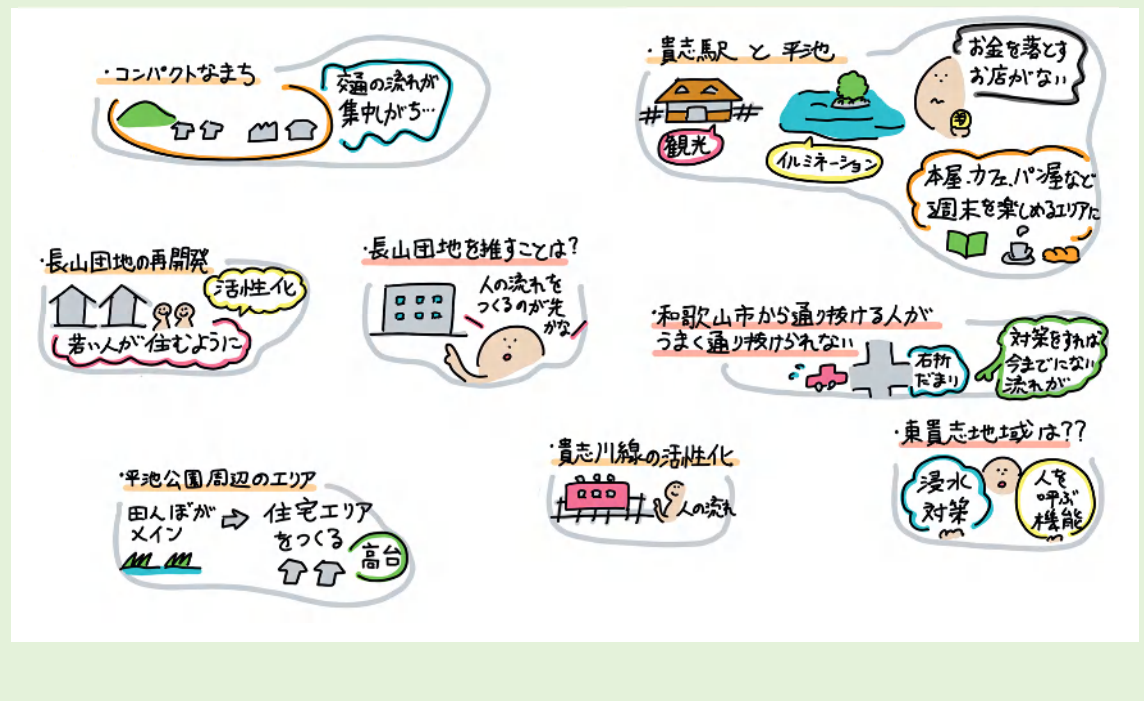 ・コンパクトなまち
交通の流れが
集中しがち…
・貴志駅 と 平池
観光
イルミネーション
お金を落とす
お店がない
本屋、カフェ、パン屋など
週末を楽しめるエリアに
・長山団地の再開発
活性化
若い人が住むように
・長山団地を推すことは?
人の流れを
つくるのが先
かな
・和歌山市から通り抜ける人が
うまく通り抜けられない
右折
だまり
対策をすれば
今までにない
流れが
・平池公園周辺のエリア
田んぼが
メイン
⇨
住宅エリア
をつくる
高台
・貴志川線の活性化
人の流れ
・東貴志地域は??
浸水
対策
人を
呼ぶ
機能